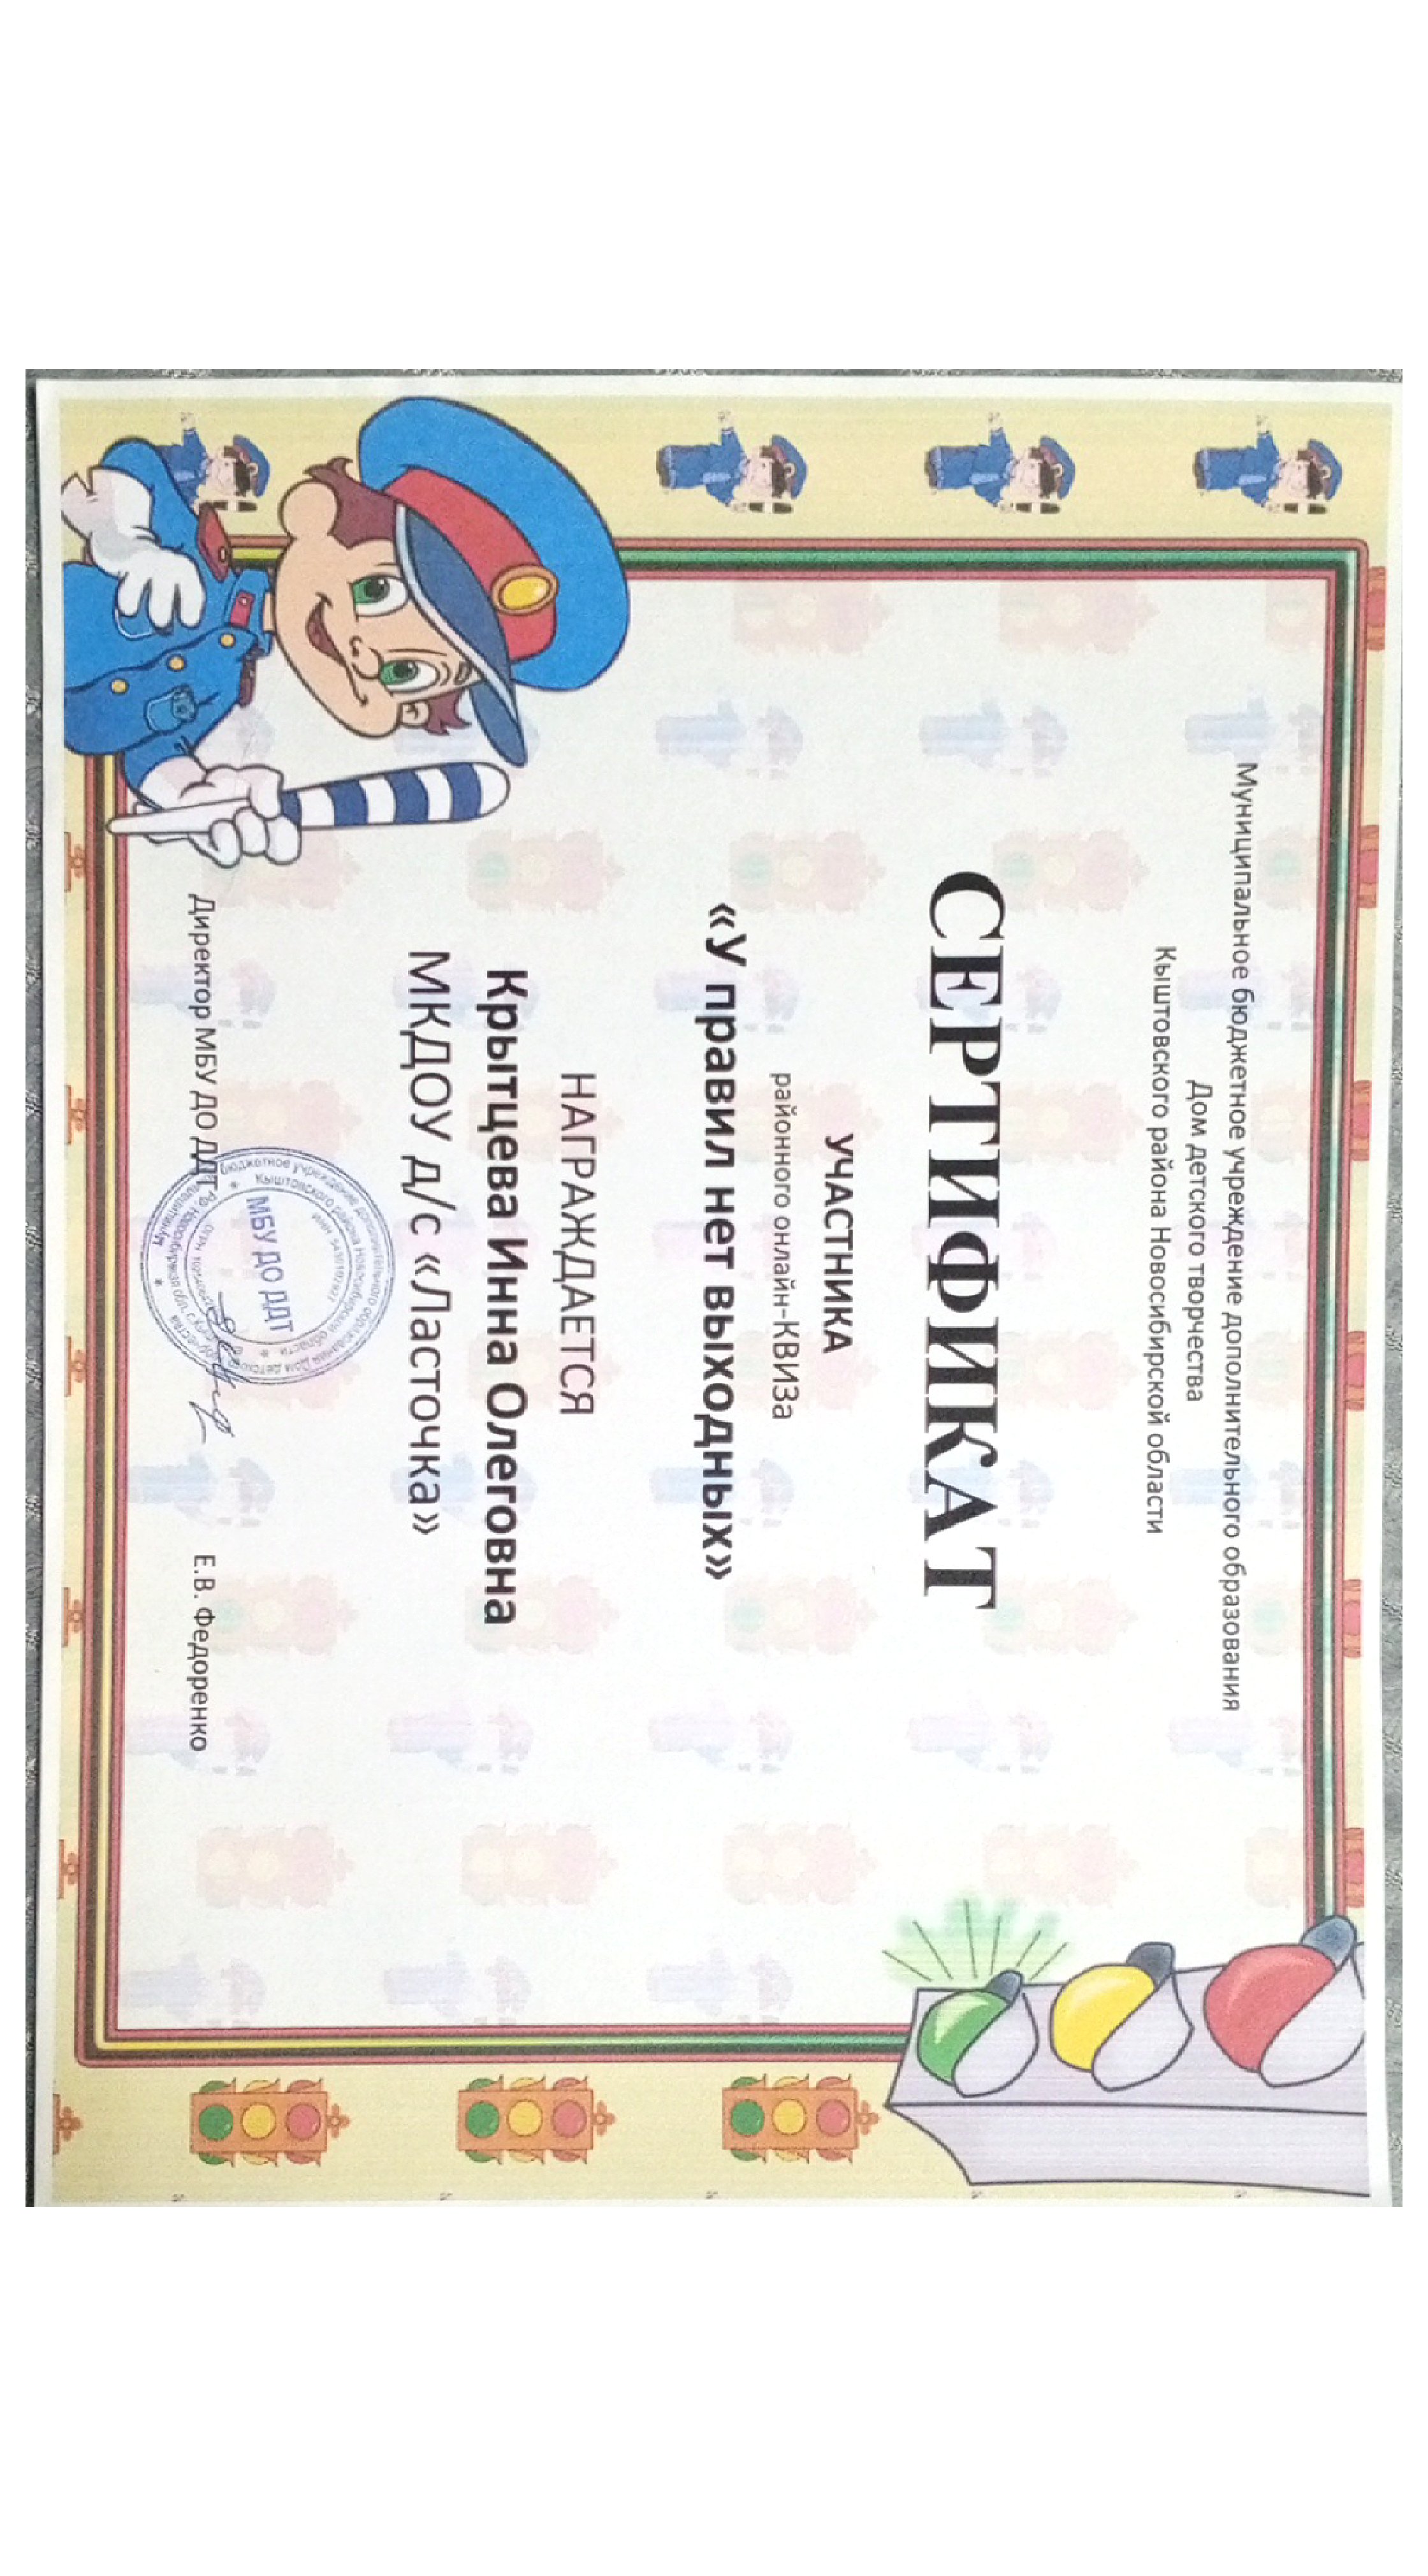 Муниципальное бюджетное учреждение дополнительного образования
Дом детского творчества
Кыштовского района Новосибирской области
СЕРТИФИКАТ
УЧАСТНИКА
районного онлайн-КВИЗа
«У правил нет выходных»
НАГРАЖДАЕТСЯ
Крытцева Инна Олеговна
МКДОУ д/с «Ласточка»
Директор МБУ ДО ДДТ
Е.В. Федоренко
МБУ ДО ДДТ